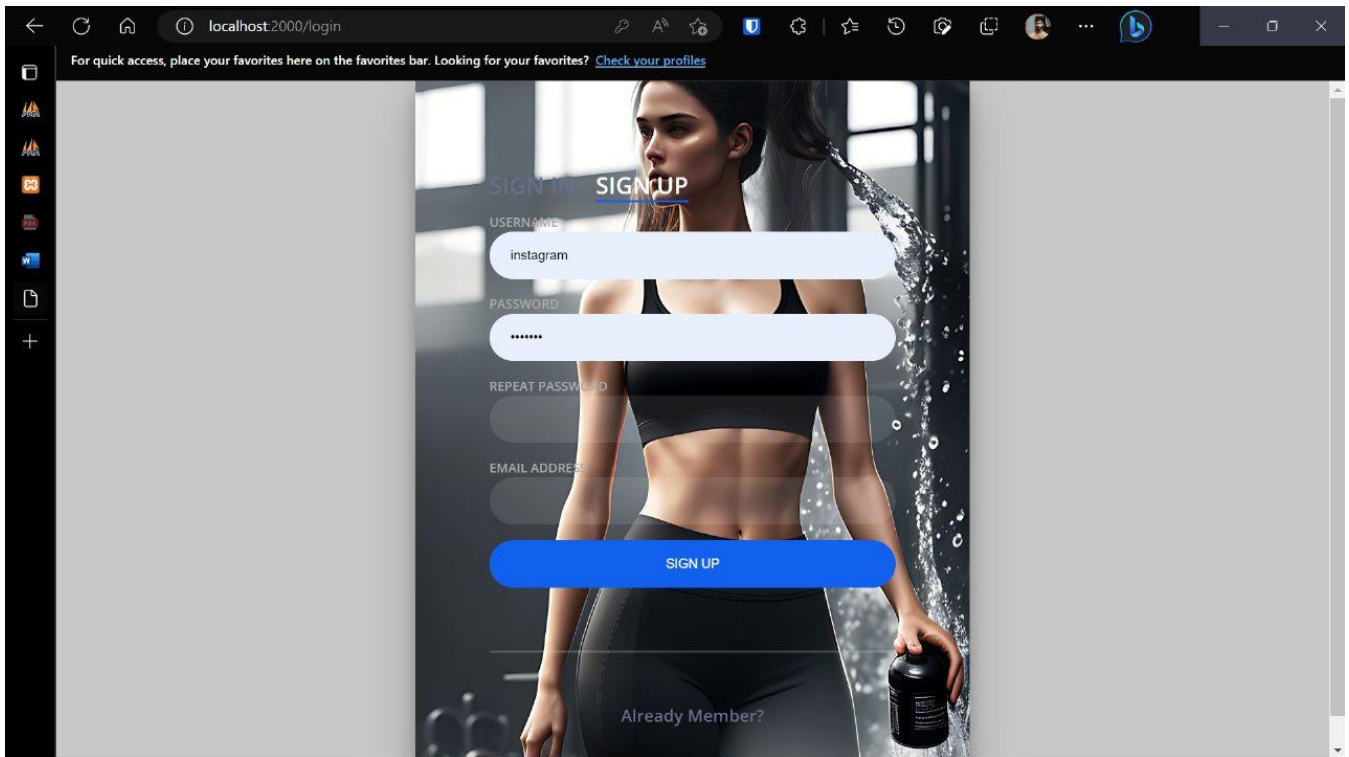 localhost:2000/login
For quick access, place your favorites here on the favorites bar. Looking for your favorites? Check your profiles
SIGN IN SIGN UP
USERNAME
instagram
PASSWORD
•••••••
REPEAT PASSWORD
EMAIL ADDRESS
SIGN UP
Already Member?